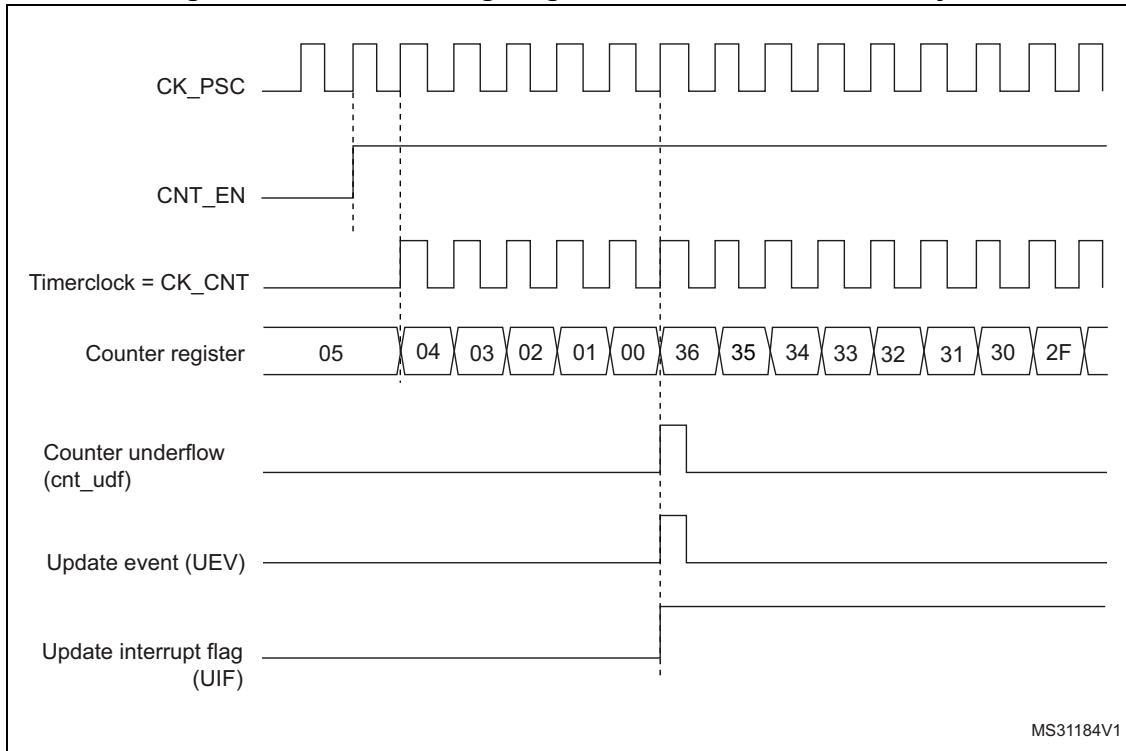 CK_PSC
CNT_EN
Timerclock = CK_CNT
Counter register 05 04 03 02 01 00 36 35 34 33 32 31 30 2F
Counter underflow
(cnt_udf)
Update event (UEV)
Update interrupt flag
(UIF)
MS31184V1